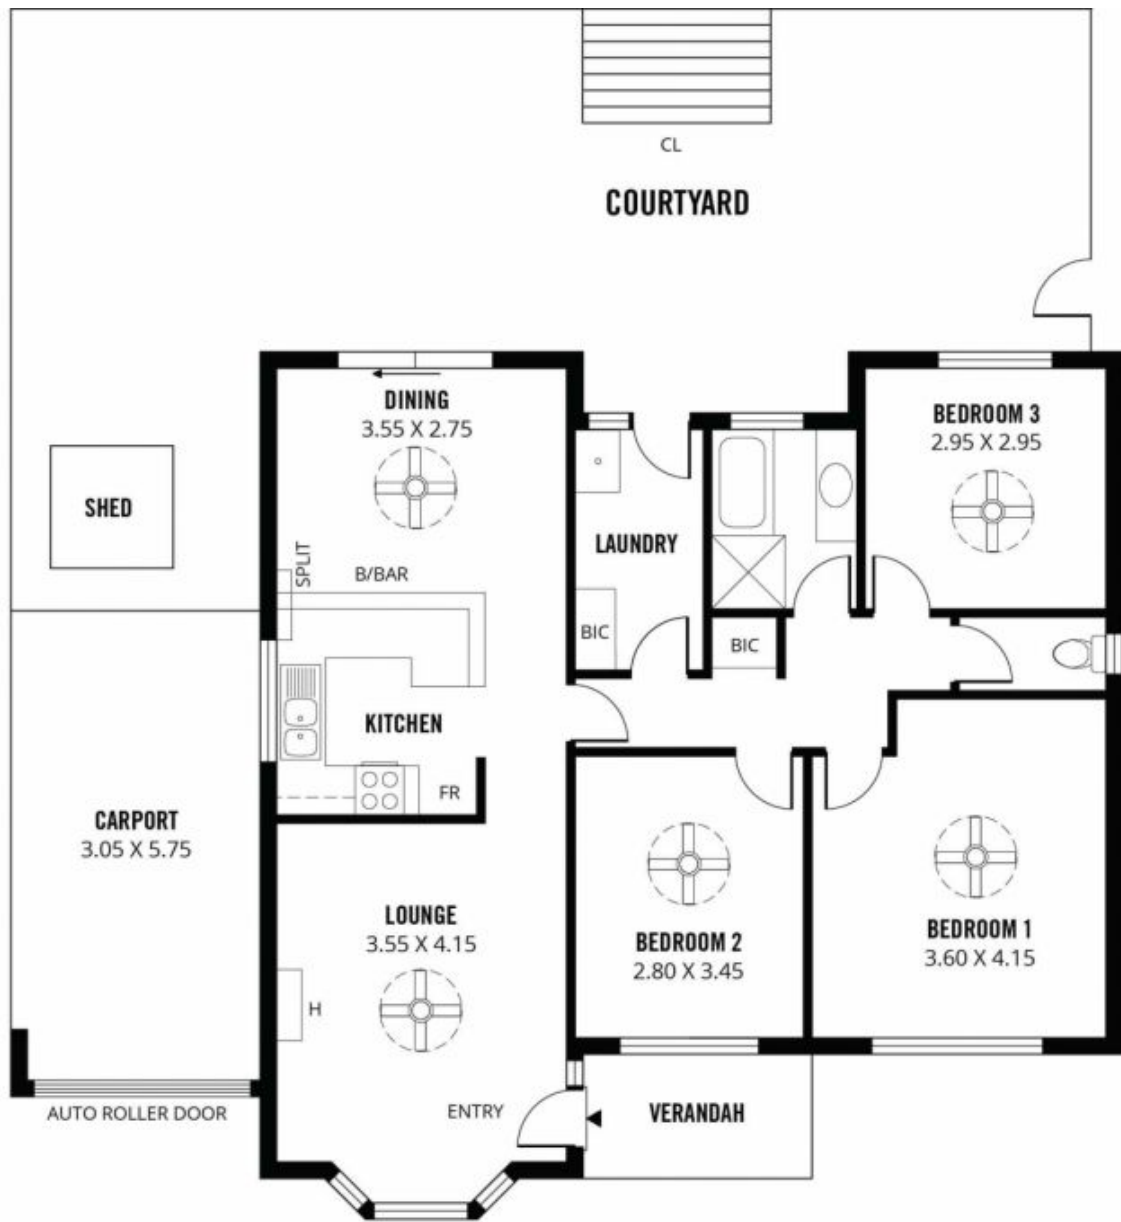 CL
COURTYARD
DINING
3.55 X 2.75
BEDROOM 3
2.95 X 2.95
SHED
SPLIT
B/BAR
LAUNDRY
BIC
BIC
KITCHEN
FR
CARPORT
3.05 X 5.75
LOUNGE
3.55 X 4.15
BEDROOM 2
2.80 X 3.45
BEDROOM 1
3.60 X 4.15
H
AUTO ROLLER DOOR
ENTRY
VERANDAH